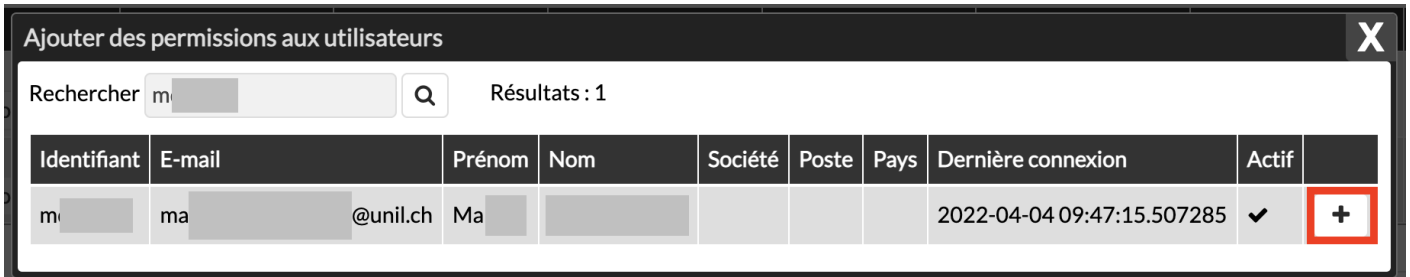 Ajouter des permissions aux utilisateurs X
Rechercher Résultats : 1
Identifiant E-mail Prénom Nom Société Poste Pays Dernière connexion Actif
ma @unil.ch Ma 2022-04-04 09:47:15.507285 ✔ +